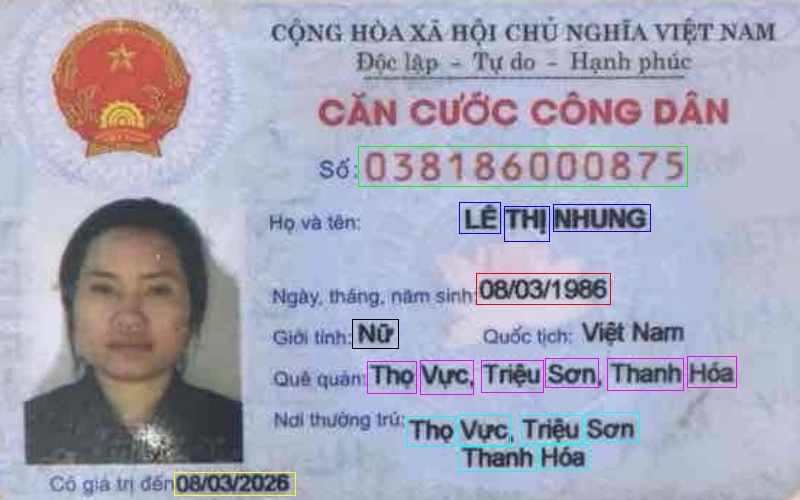 CỘNG HÒA XÃ HỘI CHỦ NGHĨA VIỆT NAM
Độc lập - Tự do - Hạnh phúc
CĂN CƯỚC CÔNG DÂN
Số: 038186000875
Họ và tên: LÊ THỊ NHUNG
Ngày, tháng, năm sinh: 08/03/1986
Giới tính: Nữ Quốc tịch: Việt Nam
Quê quán: Thọ Vực, Triệu Sơn, Thanh Hóa
Nơi thường trú: Thọ Vực, Triệu Sơn
Thanh Hóa
Có giá trị đến 08/03/2026